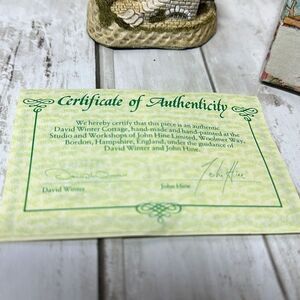 Certificate of Authenticity
We hereby certify that this piece is an authentic
David Winter Cottage, hand-made and hand-painted at the
Studio and Workshops of John Hine Limited, Woolmer Way,
Bordon, Hampshire, England, under the guidance of
David Winter and John Hine.
John Hine
David Winter
John Hine